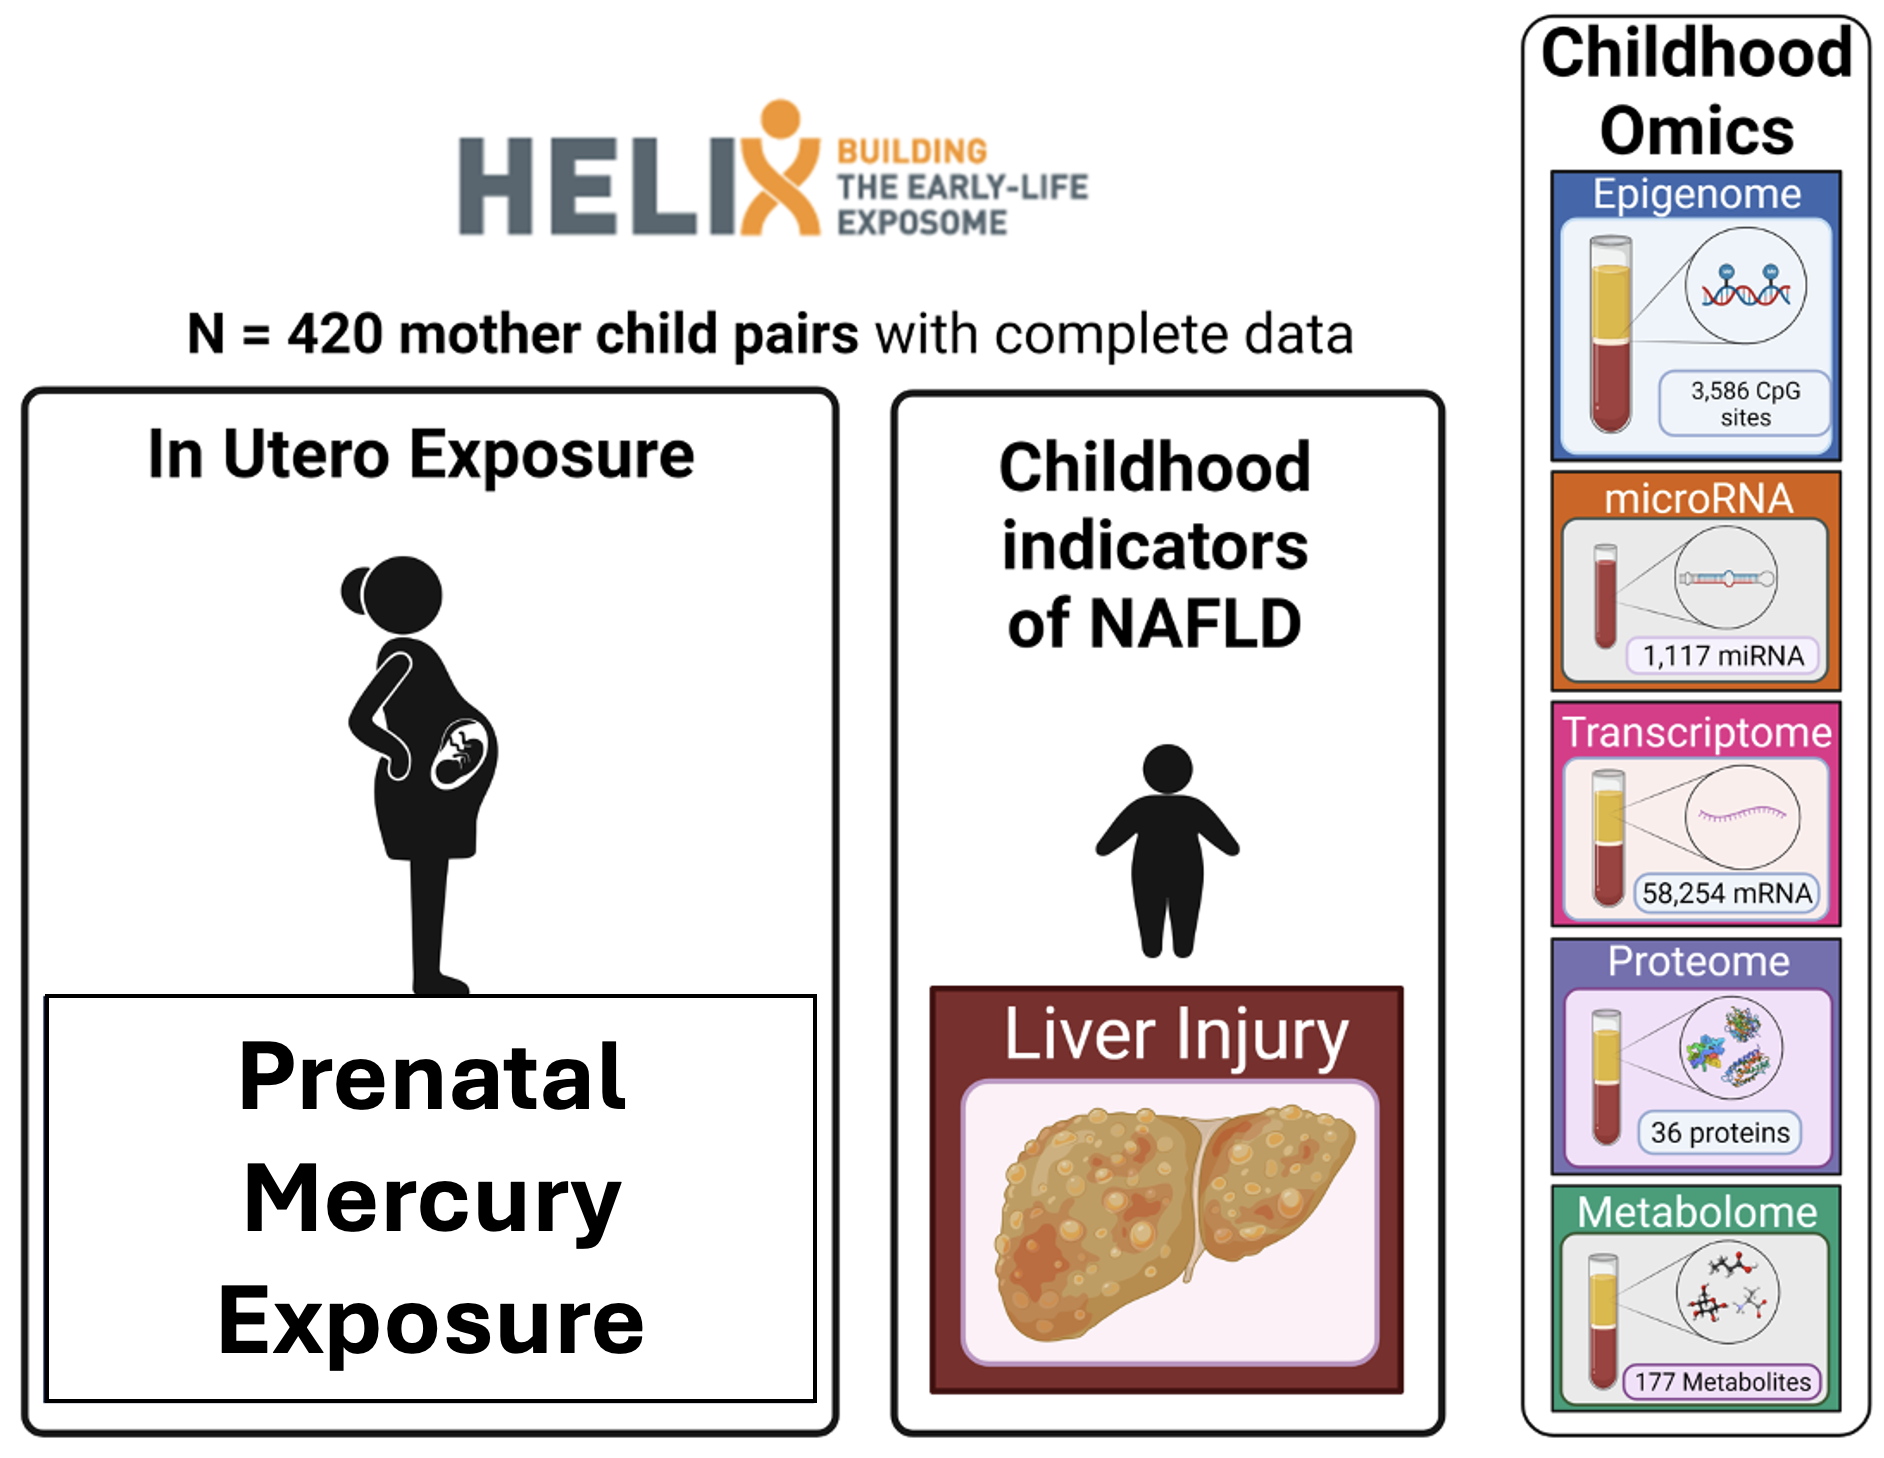 HELIX
BUILDING
THE EARLY-LIFE
EXPOSOME
N = 420 mother child pairs with complete data
In Utero Exposure
Prenatal
Mercury
Exposure
Childhood
indicators
of NAFLD
Liver Injury
Childhood
Omics
Epigenome
3,586 CpG
sites
microRNA
1,117 miRNA
Transcriptome
58,254 mRNA
Proteome
36 proteins
Metabolome
177 Metabolites